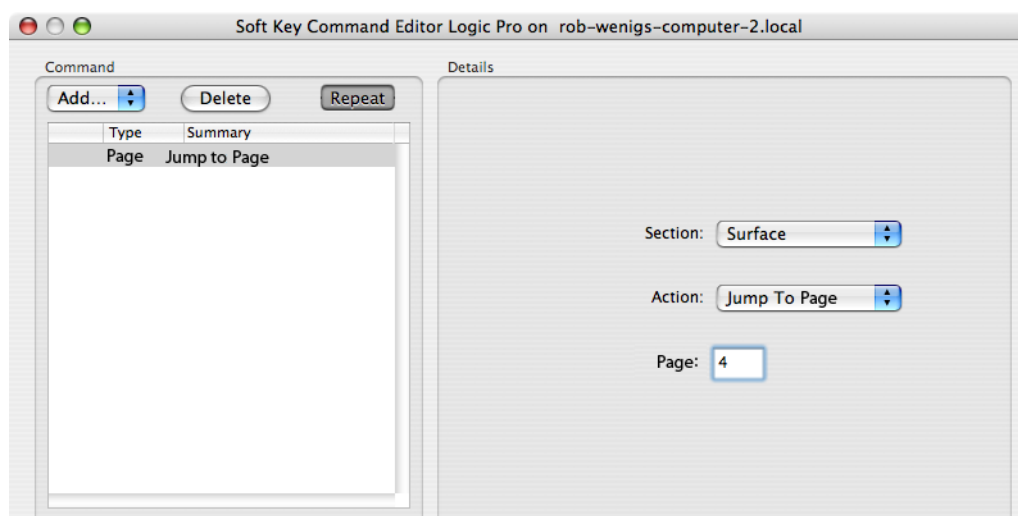 Soft Key Command Editor Logic Pro on rob-wenigs-computer-2.local
Command
Add... Delete Repeat
Type Summary
Page Jump to Page
Details
Section: Surface
Action: Jump To Page
Page: 4